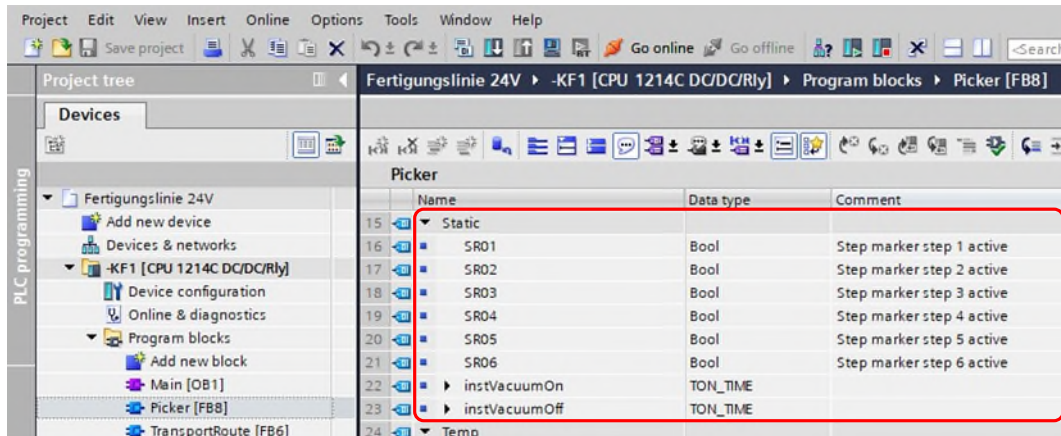 Project Edit View Insert Online Options Tools Window Help
Save project Go online Go offline <Search
Project tree
Fertigungslinie 24V ▸ -KF1 [CPU 1214C DC/DC/Rly] ▸ Program blocks ▸ Picker [FB8]
Devices
PLC programming
Fertigungslinie 24V
Add new device
Devices & networks
-KF1 [CPU 1214C DC/DC/Rly]
Device configuration
Online & diagnostics
Program blocks
Add new block
Main [OB1]
Picker [FB8]
TransportRoute [FB6]
Picker
Name Data type Comment
15 Static
16 SR01 Bool Step marker step 1 active
17 SR02 Bool Step marker step 2 active
18 SR03 Bool Step marker step 3 active
19 SR04 Bool Step marker step 4 active
20 SR05 Bool Step marker step 5 active
21 SR06 Bool Step marker step 6 active
22 instVacuumOn TON_TIME
23 instVacuumOff TON_TIME
24 Temp